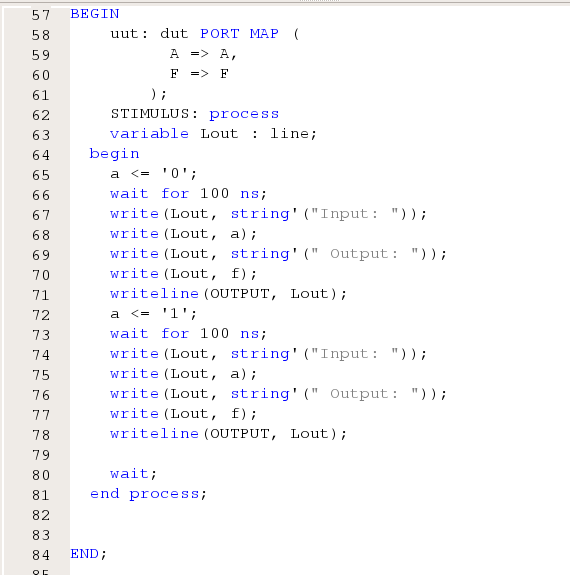 57 BEGIN
58 uut: dut PORT MAP (
59 A => A,
60 F => F
61 );
62 STIMULUS: process
63 variable Lout : line;
64 begin
65 a <= '0';
66 wait for 100 ns;
67 write(Lout, string'("Input: "));
68 write(Lout, a);
69 write(Lout, string'(" Output: "));
70 write(Lout, f);
71 writeline(OUTPUT, Lout);
72 a <= '1';
73 wait for 100 ns;
74 write(Lout, string'("Input: "));
75 write(Lout, a);
76 write(Lout, string'(" Output: "));
77 write(Lout, f);
78 writeline(OUTPUT, Lout);
79
80 wait;
81 end process;
82
83
84 END;
85